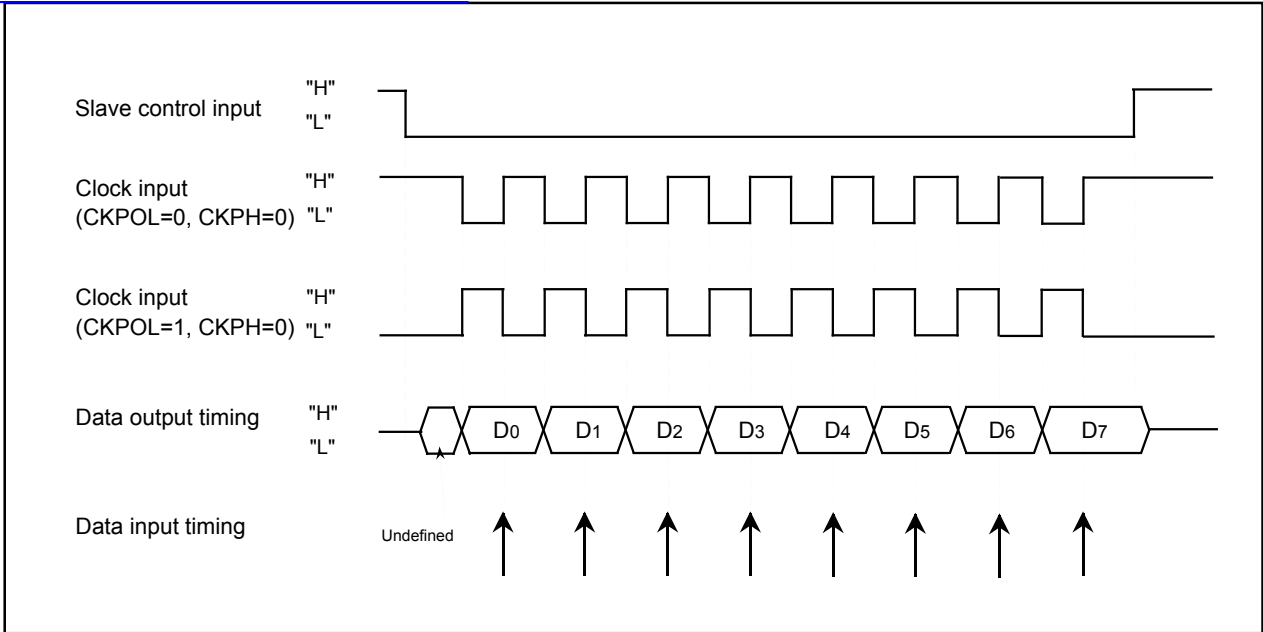 Slave control input "H"
"L"
Clock input "H"
(CKPOL=0, CKPH=0) "L"
Clock input "H"
(CKPOL=1, CKPH=0) "L"
Data output timing "H"
"L"
D0 D1 D2 D3 D4 D5 D6 D7
Data input timing
Undefined